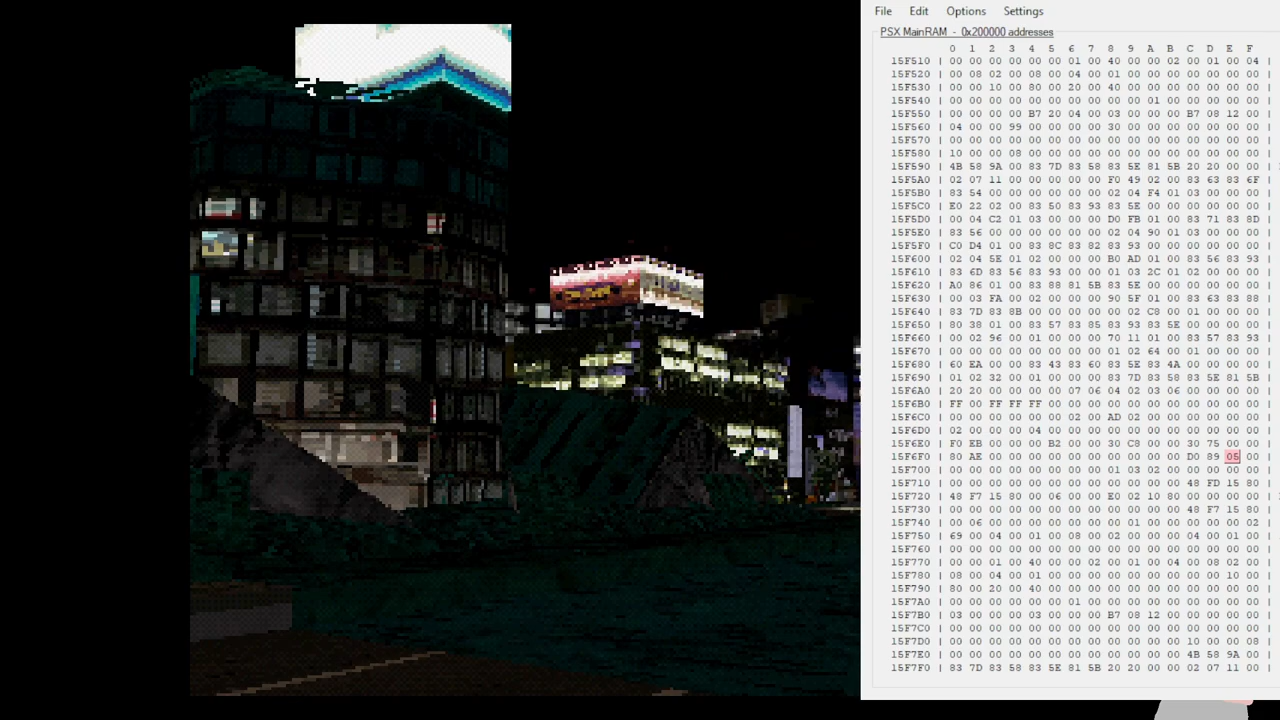 File Edit Options Settings
PSX MainRAM - 0x200000 addresses
0 1 2 3 4 5 6 7 8 9 A B C D E F
15F510 | 00 00 00 00 00 00 01 00 40 00 00 02 00 01 00 04
15F520 | 00 08 00 02 00 00 04 00 01 00 00 00 00 00 00 00
15F530 | 00 00 10 00 80 00 20 00 40 00 00 00 00 00 00 00
15F540 | 00 00 00 00 00 00 00 00 00 00 01 00 00 00 00 00
15F550 | 00 00 00 00 B7 20 04 00 03 00 00 00 B7 08 12 00
15F560 | 04 00 00 99 00 00 00 00 30 00 00 00 00 00 00 00
15F570 | 00 00 00 00 00 00 00 00 00 00 00 00 00 00 00 00
15F580 | 10 00 00 08 00 00 00 00 00 00 00 00 00 00 00 00
15F590 | 4B 58 9A 00 83 7D 83 58 83 5E 81 5B 20 20 00 00
15F5A0 | 02 07 11 00 00 00 00 00 F0 49 02 00 83 63 83 6F
15F5B0 | 83 54 00 00 00 00 00 00 02 04 F4 01 03 00 00 00
15F5C0 | E0 22 02 00 83 50 83 93 83 5E 00 00 00 00 00 00
15F5D0 | 00 04 C2 01 03 00 00 00 D0 FB 01 00 83 71 83 8D
15F5E0 | 83 56 00 00 00 00 00 00 02 04 90 01 03 00 00 00
15F5F0 | C0 D4 01 00 83 8C 83 43 83 93 00 00 00 00 00 00
15F600 | 02 04 5E 01 02 00 00 00 B0 AD 01 00 83 56 83 93
15F610 | 83 6D 83 56 83 93 00 00 01 03 2C 01 02 00 00 00
15F620 | A0 86 01 00 83 88 83 45 83 5B 83 5E 00 00 00 00
15F630 | 00 03 FA 00 00 00 00 00 90 5F 01 00 83 63 83 88
15F640 | 83 7D 83 8B 00 00 00 00 00 02 C8 00 01 00 00 00
15F650 | 80 38 01 00 83 57 83 85 83 93 83 5E 00 00 00 00
15F660 | 00 02 96 00 01 00 00 00 70 11 01 00 83 57 83 93
15F670 | 00 00 00 00 00 00 00 00 01 02 64 00 01 00 00 00
15F680 | 60 EA 00 00 83 43 83 60 83 5E 83 4A 00 00 00 00
15F690 | 01 02 32 00 01 00 00 00 83 7D 83 58 83 5E 81 5B
15F6A0 | 20 20 00 00 00 00 07 06 04 02 03 06 06 00 00 00
15F6B0 | FF 00 FF FF FF 00 00 00 00 00 00 00 00 00 00 00
15F6C0 | 00 00 00 00 00 00 02 00 AD 02 00 00 00 00 00 00
15F6D0 | 02 00 00 00 04 00 00 00 00 00 00 00 00 00 00 00
15F6E0 | F0 EB 00 00 00 B2 00 00 30 C8 00 00 00 75 00 00
15F6F0 | 80 AE 00 00 00 00 00 00 00 00 00 00 00 89 05 00
15F700 | 00 00 00 00 00 00 00 00 00 03 02 00 00 00 00 00
15F710 | 00 00 00 00 00 00 00 00 00 00 00 00 48 FD 15 80
15F720 | 48 F7 15 80 00 06 00 00 E0 02 10 00 00 00 00 00
15F730 | 00 00 00 00 00 00 00 00 00 00 00 00 48 F7 15 80
15F740 | 00 06 00 00 00 00 00 00 00 01 00 00 00 00 00 02
15F750 | 69 00 04 00 01 00 08 00 02 00 00 00 04 00 01 00
15F760 | 00 00 00 00 00 00 00 00 00 00 00 00 00 00 00 00
15F770 | 00 00 01 00 40 00 00 02 00 01 00 04 00 08 02 00
15F780 | 08 00 04 00 01 00 00 00 00 00 00 00 00 00 10 00
15F790 | 80 00 20 00 40 00 00 00 00 00 00 00 00 00 00 00
15F7A0 | 00 00 00 00 00 00 01 00 00 00 00 00 00 00 00 00
15F7B0 | 03 00 00 00 03 00 00 00 B7 08 12 00 00 00 00 00
15F7C0 | 00 00 00 00 00 00 00 00 00 00 00 00 00 00 00 00
15F7D0 | 00 00 00 00 00 00 00 00 00 00 00 00 10 00 00 08
15F7E0 | 00 00 00 00 00 00 00 00 00 00 00 00 4B 58 9A 00
15F7F0 | 83 7D 83 58 83 5E 81 5B 20 20 00 00 02 07 11 00